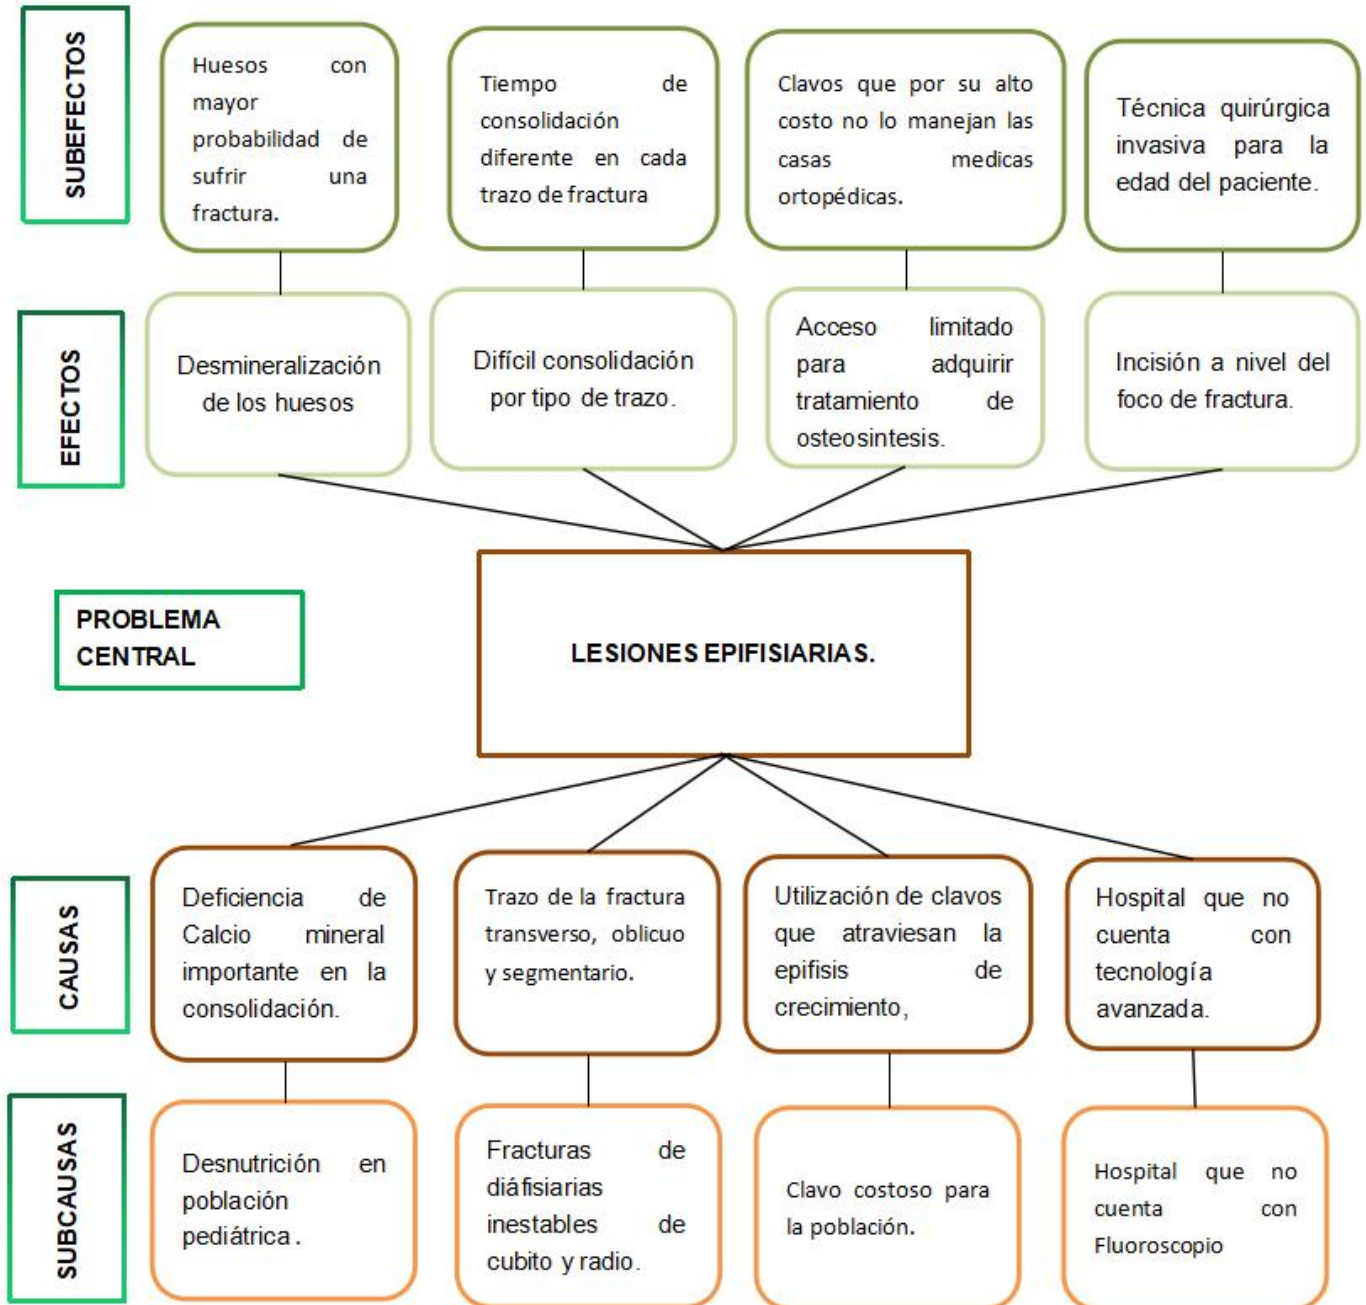 SUBEFECTOS
Huesos con
mayor
probabilidad de
sufrir una
fractura.
Tiempo de
consolidación
diferente en cada
trazo de fractura
Clavos que por su alto
costo no lo manejan las
casas medicas
ortopédicas.
Técnica quirúrgica
invasiva para la
edad del paciente.
EFECTOS
Desmineralización
de los huesos
Difícil consolidación
por tipo de trazo.
Acceso limitado
para adquirir
tratamiento de
osteosintesis.
Incisión a nivel del
foco de fractura.
PROBLEMA
CENTRAL
LESIONES EPIFISIARIAS.
CAUSAS
Deficiencia de
Calcio mineral
importante en la
consolidación.
Trazo de la fractura
transverso, oblicuo
y segmentario.
Utilización de clavos
que atraviesan la
epifisis de
crecimiento,
Hospital que no
cuenta con
tecnología
avanzada.
SUBCAUSAS
Desnutrición en
población
pediátrica.
Fracturas de
diáfisiarias
inestables de
cubito y radio.
Clavo costoso para
la población.
Hospital que no
cuenta con
Fluoroscopio